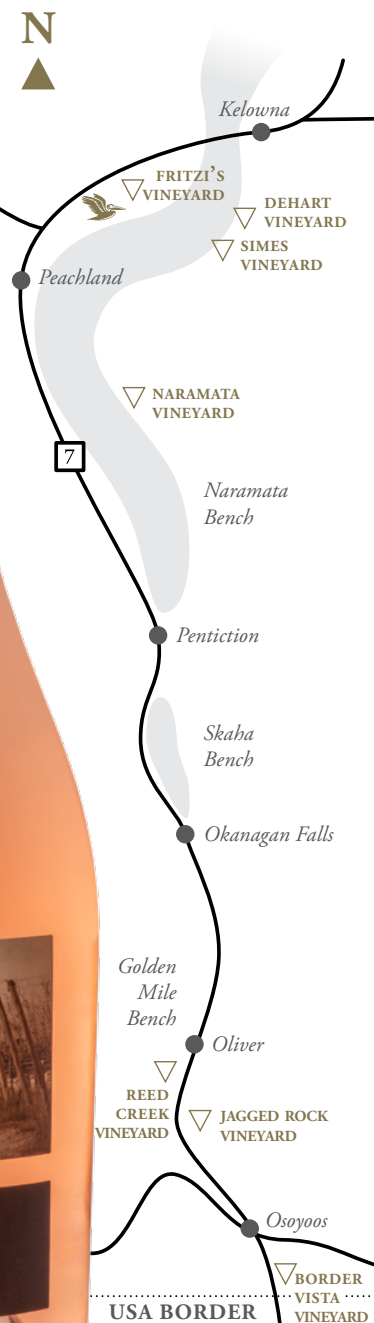 N
Kelowna
FRITZI’S
VINEYARD
DEHART
VINEYARD
SIMES
VINEYARD
Peachland
NARAMATA
VINEYARD
7
Naramata
Bench
Pentiction
Skaha
Bench
Okanagan Falls
Golden
Mile
Bench
Oliver
REED
CREEK
VINEYARD
JAGGED ROCK
VINEYARD
Osoyoos
BORDER
VISTA
VINEYARD
USA BORDER